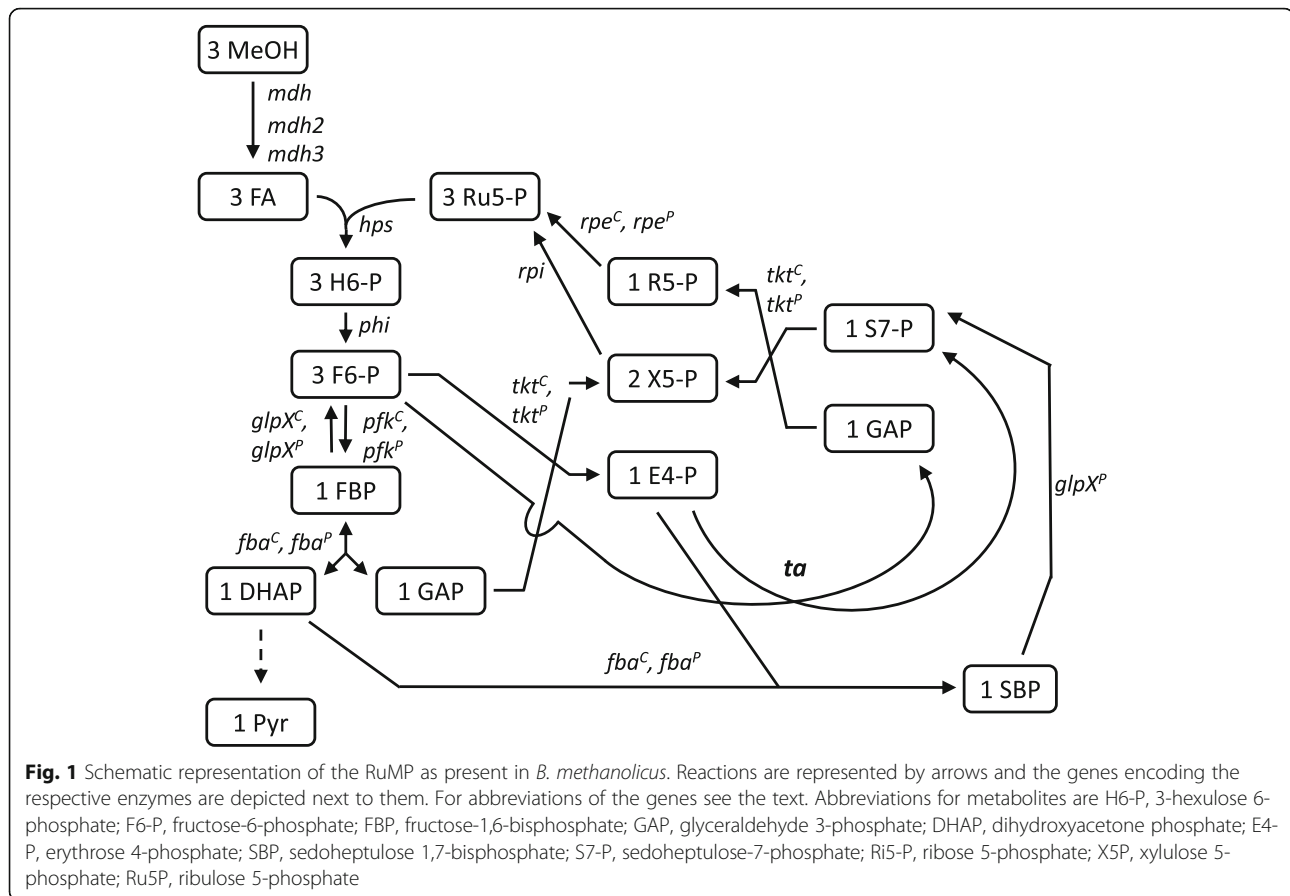 3 MeOH
mdh
mdh2
mdh3
3 FA
3 Ru5-P
hps
rpe^C, rpe^P
rpi
3 H6-P
1 R5-P
tkt^C,
tkt^P
phi
1 S7-P
3 F6-P
tkt^C,
tkt^P
2 X5-P
glpX^C,
glpX^P
pfk^C,
pfk^P
1 GAP
1 FBP
1 E4-P
glpX^P
fba^C, fba^P
ta
1 DHAP
1 GAP
fba^C, fba^P
1 SBP
1 Pyr
Fig. 1 Schematic representation of the RuMP as present in B. methanolicus. Reactions are represented by arrows and the genes encoding the
respective enzymes are depicted next to them. For abbreviations of the genes see the text. Abbreviations for metabolites are H6-P, 3-hexulose 6-
phosphate; F6-P, fructose-6-phosphate; FBP, fructose-1,6-bisphosphate; GAP, glyceraldehyde 3-phosphate; DHAP, dihydroxyacetone phosphate; E4-
P, erythrose 4-phosphate; SBP, sedoheptulose 1,7-bisphosphate; S7-P, sedoheptulose-7-phosphate; Ri5-P, ribose 5-phosphate; X5P, xylulose 5-
phosphate; Ru5P, ribulose 5-phosphate